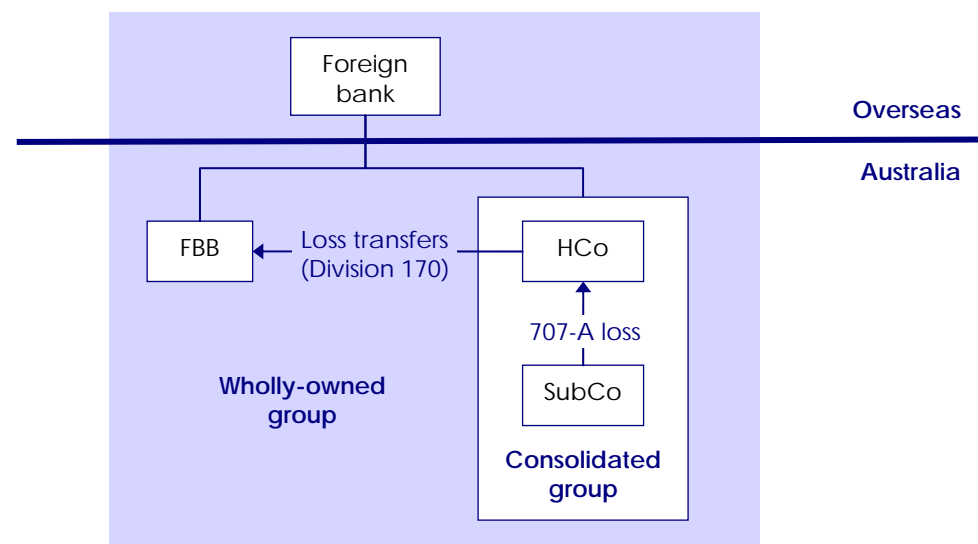 Foreign
bank
Overseas
Australia
FBB
Loss transfers
(Division 170)
HCo
707-A loss
SubCo
Wholly-owned
group
Consolidated
group